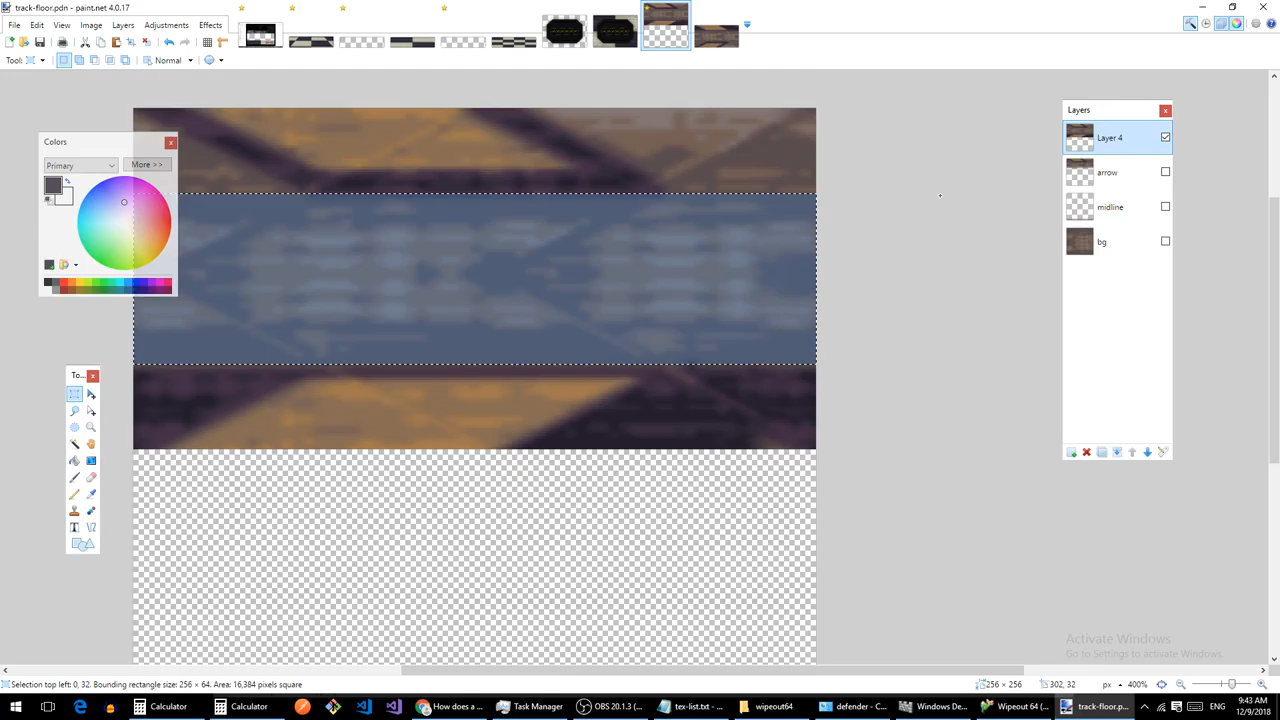 track-floor.pdn - paint.net 4.0.17
File Edit View Image Layers Adjustments Effects
Normal
Colors
Primary
More >>
Layers
Layer 4
arrow
midline
bg
To...
Activate Windows
Go to Settings to activate Windows.
Selection top left: 0, 32. Bounding rectangle size: 256 × 64. Area: 16,384 pixels square
256 × 256
302, 32
px
400%
Calculator
Calculator
How does a ...
Task Manager
OBS 20.1.3 (...
tex-list.txt - ...
wipeout64
defender - C...
Windows De...
Wipeout 64 (...
track-floor.p...
ENG
9:43 AM
12/9/2018